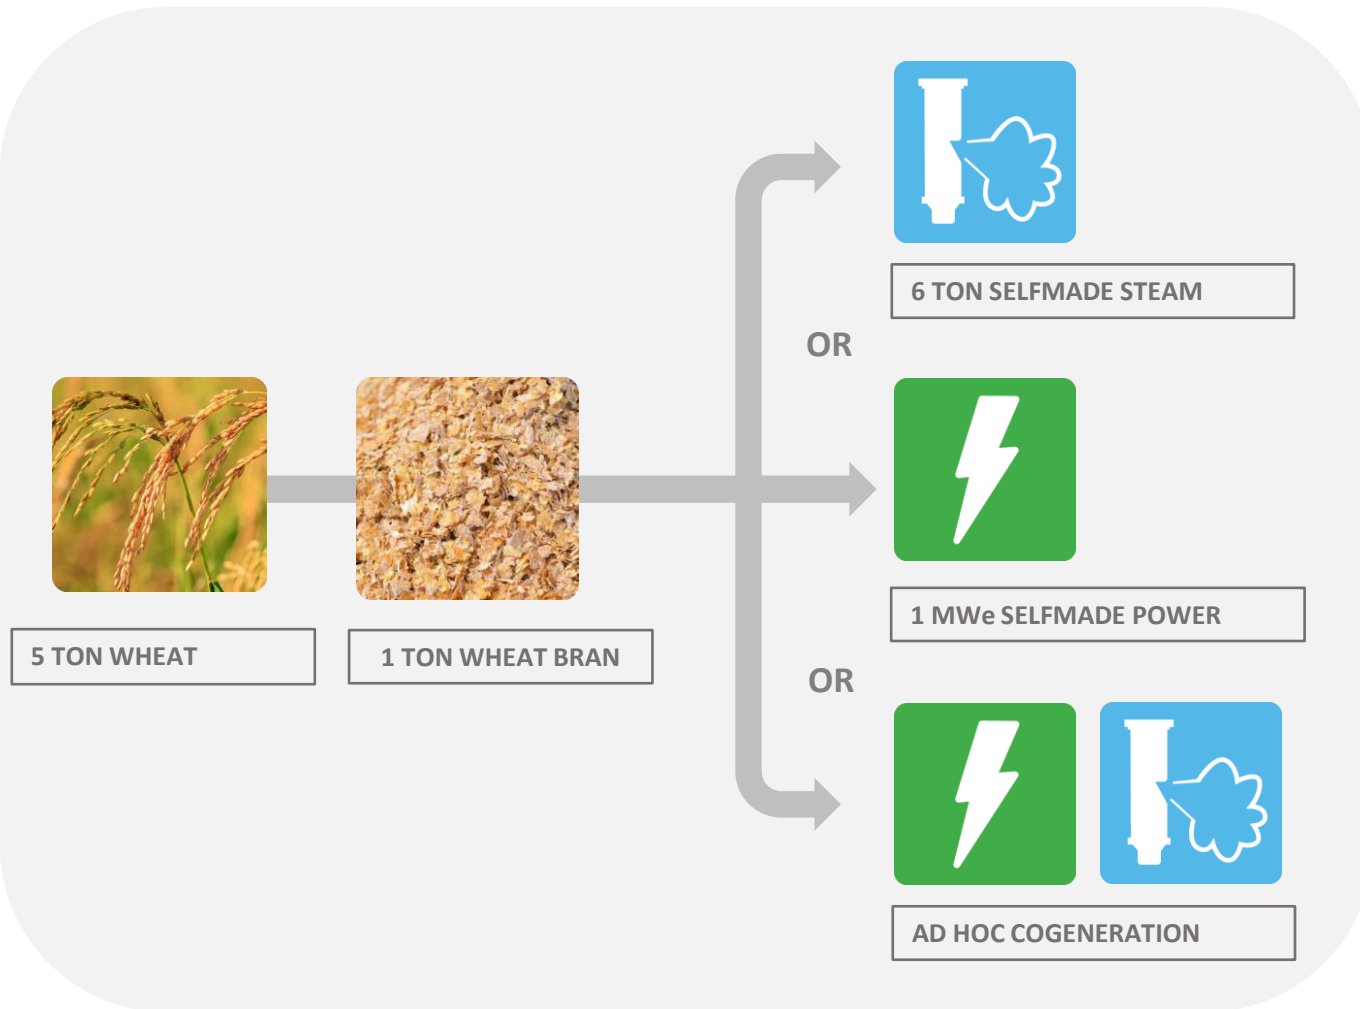 5 TON WHEAT
1 TON WHEAT BRAN
6 TON SELFMADE STEAM
OR
1 MWe SELFMADE POWER
OR
AD HOC COGENERATION